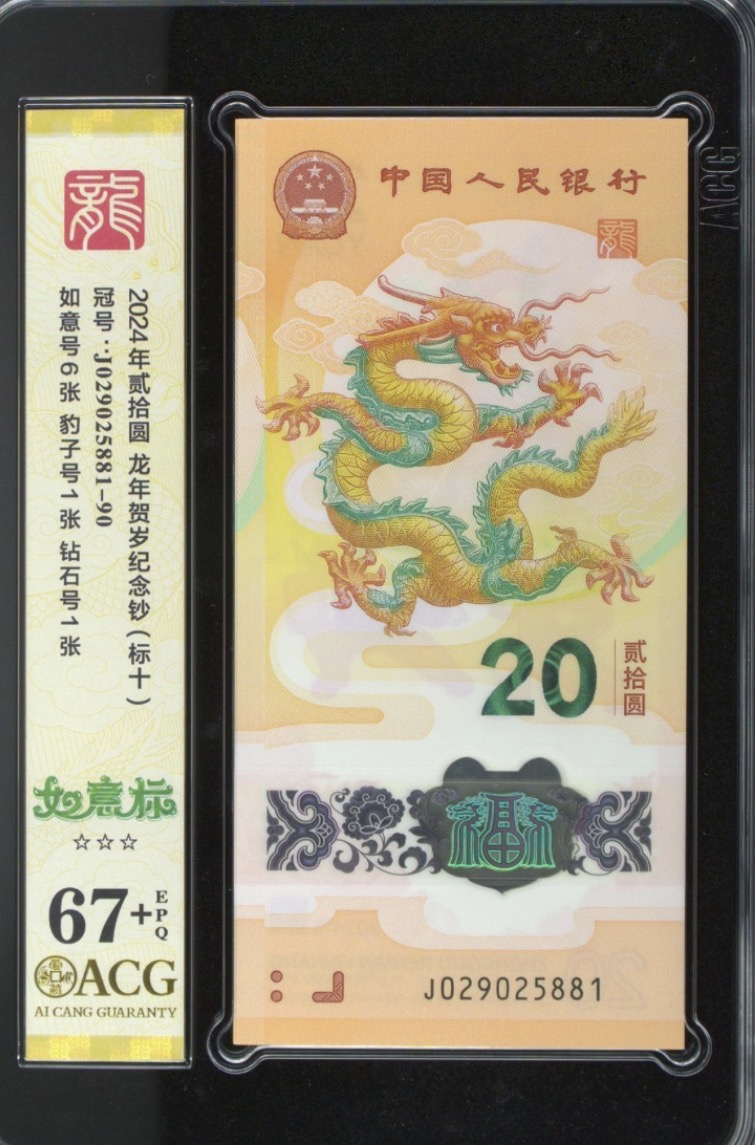 龍
2024年贰拾圆 龙年贺岁纪念钞（标十）
冠号：J029025881-90
如意号6张 豹子号1张 钻石号1张
如意标
☆☆☆
67+
EPQ
ACG
AI CANG GUARANTY
中国人民银行
龍
20
贰拾圆
福
J029025881
ACG